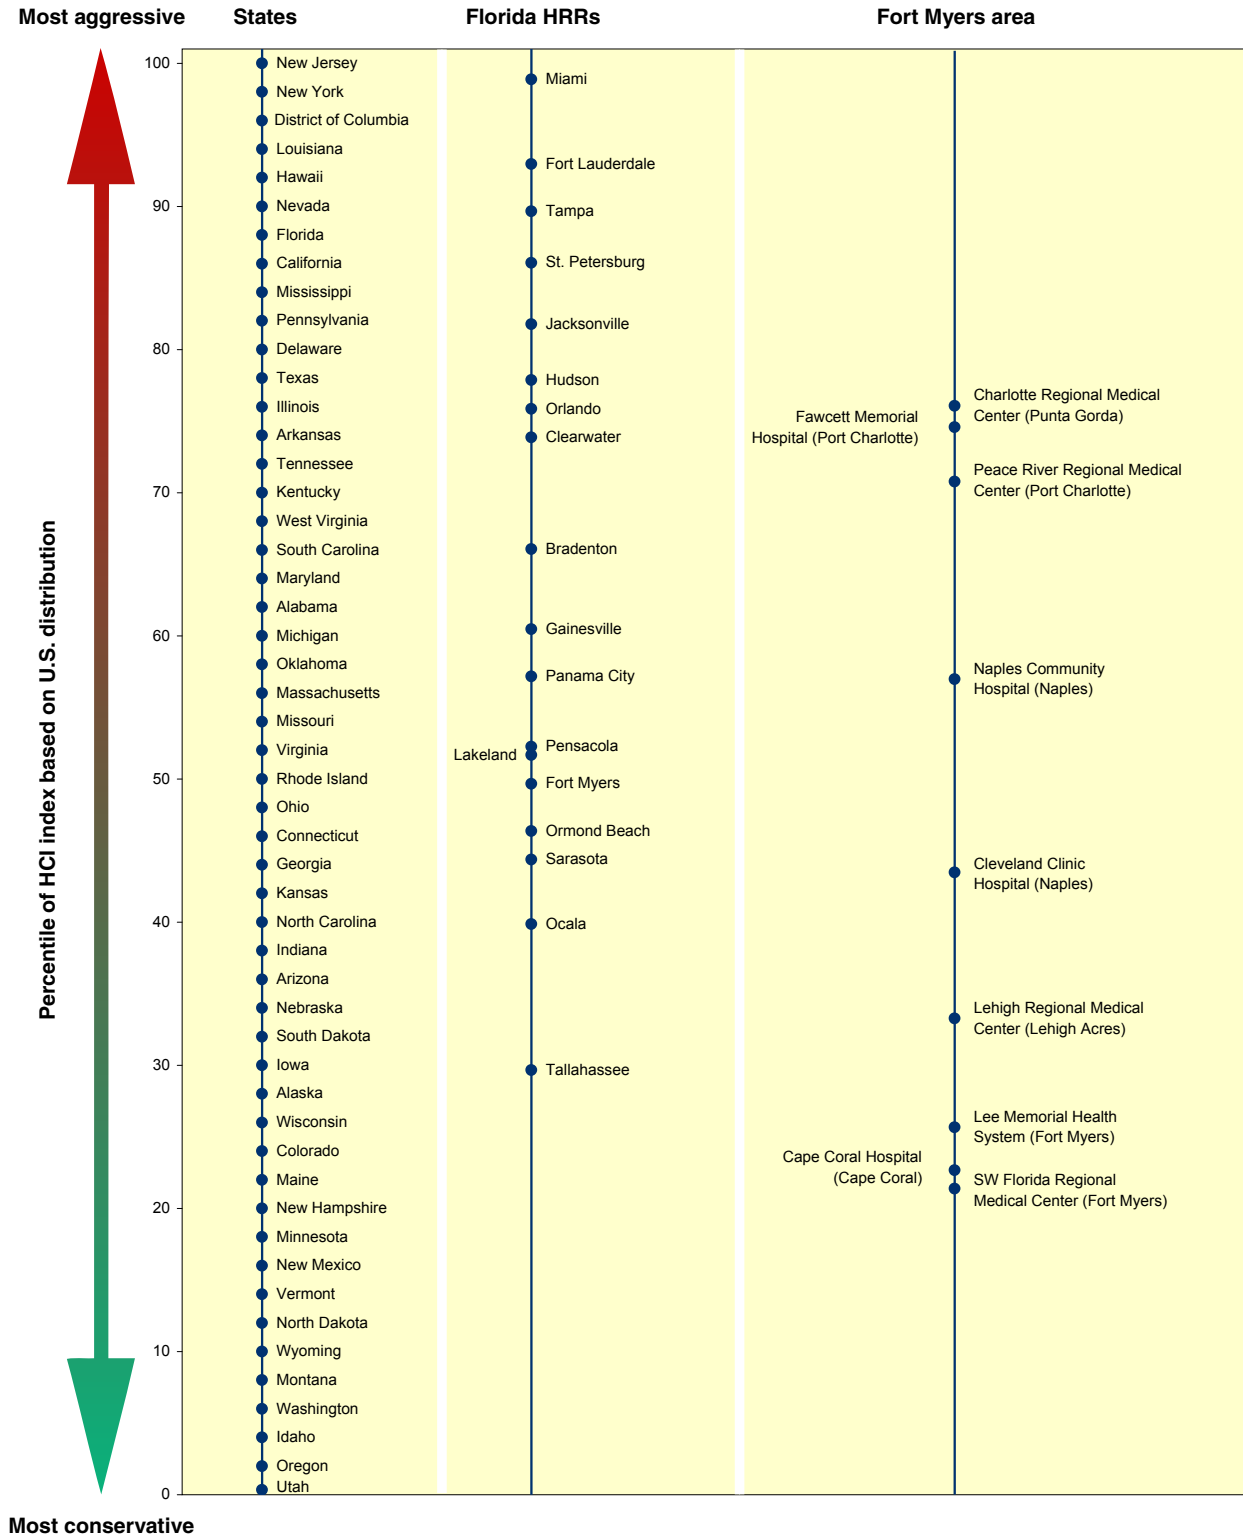 Most aggressive
States
Florida HRRs
Fort Myers area
Percentile of HCI index based on U.S. distribution
100
90
80
70
60
50
40
30
20
10
0
New Jersey
New York
District of Columbia
Louisiana
Hawaii
Nevada
Florida
California
Mississippi
Pennsylvania
Delaware
Texas
Illinois
Arkansas
Tennessee
Kentucky
West Virginia
South Carolina
Maryland
Alabama
Michigan
Oklahoma
Massachusetts
Missouri
Virginia
Rhode Island
Ohio
Connecticut
Georgia
Kansas
North Carolina
Indiana
Arizona
Nebraska
South Dakota
Iowa
Alaska
Wisconsin
Colorado
Maine
New Hampshire
Minnesota
New Mexico
Vermont
North Dakota
Wyoming
Montana
Washington
Idaho
Oregon
Utah
Miami
Fort Lauderdale
Tampa
St. Petersburg
Jacksonville
Hudson
Orlando
Clearwater
Bradenton
Gainesville
Panama City
Pensacola
Lakeland
Fort Myers
Ormond Beach
Sarasota
Ocala
Tallahassee
Charlotte Regional Medical
Center (Punta Gorda)
Fawcett Memorial
Hospital (Port Charlotte)
Peace River Regional Medical
Center (Port Charlotte)
Naples Community
Hospital (Naples)
Cleveland Clinic
Hospital (Naples)
Lehigh Regional Medical
Center (Lehigh Acres)
Lee Memorial Health
System (Fort Myers)
Cape Coral Hospital
(Cape Coral)
SW Florida Regional
Medical Center (Fort Myers)
Most conservative